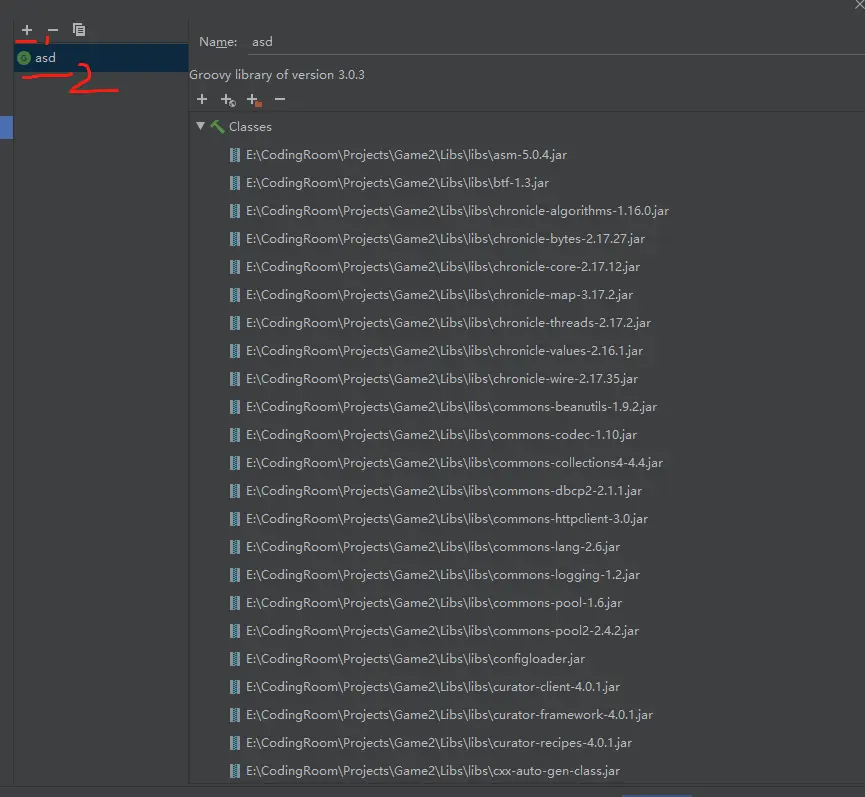 Name: asd
asd
Groovy library of version 3.0.3
Classes
E:\CodingRoom\Projects\Game2\Libs\libs\asm-5.0.4.jar
E:\CodingRoom\Projects\Game2\Libs\libs\btf-1.3.jar
E:\CodingRoom\Projects\Game2\Libs\libs\chronicle-algorithms-1.16.0.jar
E:\CodingRoom\Projects\Game2\Libs\libs\chronicle-bytes-2.17.27.jar
E:\CodingRoom\Projects\Game2\Libs\libs\chronicle-core-2.17.12.jar
E:\CodingRoom\Projects\Game2\Libs\libs\chronicle-map-3.17.2.jar
E:\CodingRoom\Projects\Game2\Libs\libs\chronicle-threads-2.17.2.jar
E:\CodingRoom\Projects\Game2\Libs\libs\chronicle-values-2.16.1.jar
E:\CodingRoom\Projects\Game2\Libs\libs\chronicle-wire-2.17.35.jar
E:\CodingRoom\Projects\Game2\Libs\libs\commons-beanutils-1.9.2.jar
E:\CodingRoom\Projects\Game2\Libs\libs\commons-codec-1.10.jar
E:\CodingRoom\Projects\Game2\Libs\libs\commons-collections4-4.4.jar
E:\CodingRoom\Projects\Game2\Libs\libs\commons-dbcp2-2.1.1.jar
E:\CodingRoom\Projects\Game2\Libs\libs\commons-httpclient-3.0.jar
E:\CodingRoom\Projects\Game2\Libs\libs\commons-lang-2.6.jar
E:\CodingRoom\Projects\Game2\Libs\libs\commons-logging-1.2.jar
E:\CodingRoom\Projects\Game2\Libs\libs\commons-pool-1.6.jar
E:\CodingRoom\Projects\Game2\Libs\libs\commons-pool2-2.4.2.jar
E:\CodingRoom\Projects\Game2\Libs\libs\configloader.jar
E:\CodingRoom\Projects\Game2\Libs\libs\curator-client-4.0.1.jar
E:\CodingRoom\Projects\Game2\Libs\libs\curator-framework-4.0.1.jar
E:\CodingRoom\Projects\Game2\Libs\libs\curator-recipes-4.0.1.jar
E:\CodingRoom\Projects\Game2\Libs\libs\cxx-auto-gen-class.jar
1
2